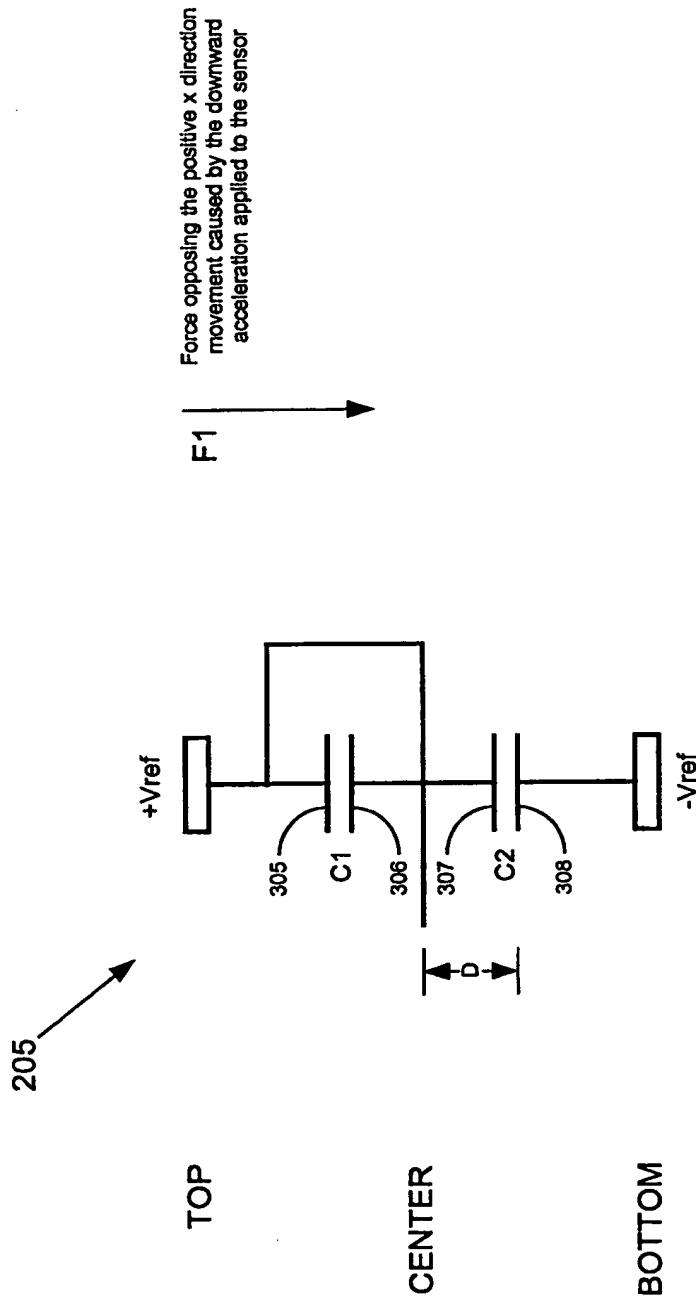 205
TOP
+Vref
F1
Force opposing the positive x direction
movement caused by the downward
acceleration applied to the sensor
305
C1
306
CENTER
307
D
C2
308
BOTTOM
-Vref